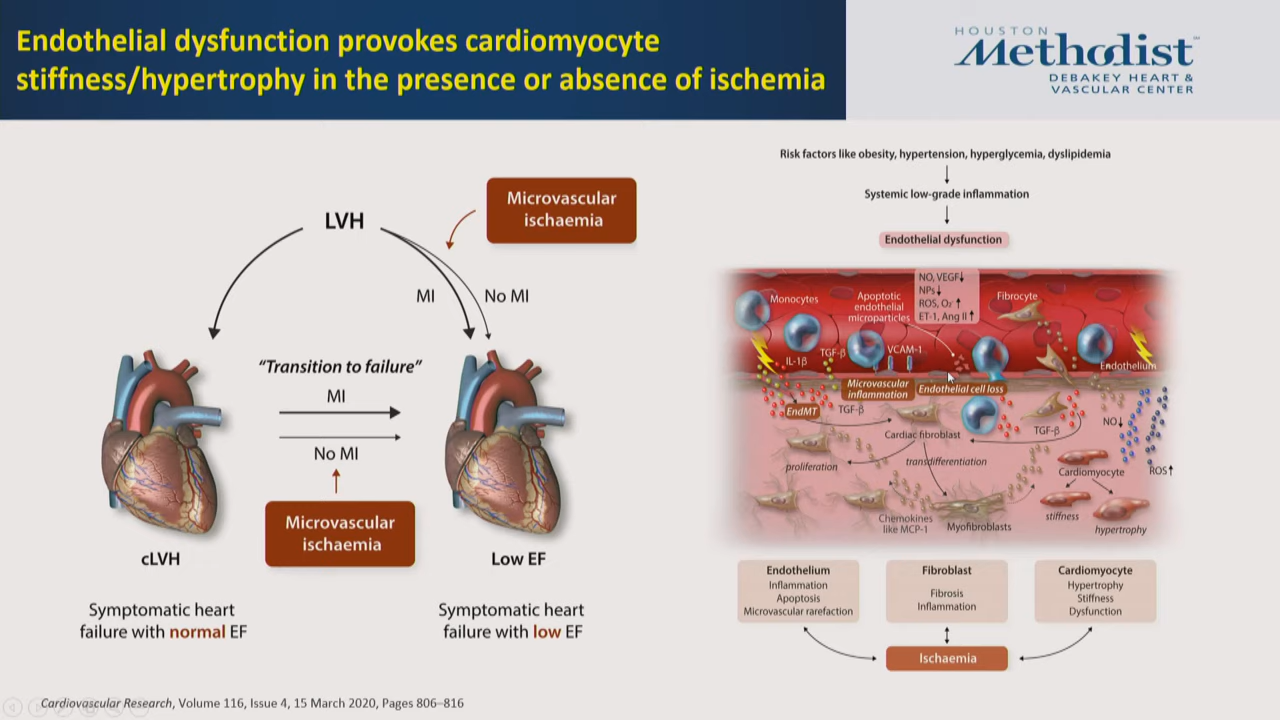 Endothelial dysfunction provokes cardiomyocyte
stiffness/hypertrophy in the presence or absence of ischemia
HOUSTON
Methodist
DEBAKEY HEART &
VASCULAR CENTER
LVH
Microvascular
ischaemia
MI
No MI
"Transition to failure"
MI
No MI
Microvascular
ischaemia
cLVH
Low EF
Symptomatic heart
failure with normal EF
Symptomatic heart
failure with low EF
Risk factors like obesity, hypertension, hyperglycemia, dyslipidemia
Systemic low-grade inflammation
Endothelial dysfunction
NO, VEGF↓
NPs↓
ROS, O₂⁻↑
ET-1, Ang II↑
Monocytes
Apoptotic
endothelial
microparticles
Fibrocyte
IL-1β
TGF-β
VCAM-1
Endothelium
Microvascular
inflammation
Endothelial cell loss
EndMT
TGF-β
Cardiac fibroblast
TGF-β
NO↓
proliferation
transdifferentiation
Cardiomyocyte
ROS↑
Chemokines
like MCP-1
Myofibroblasts
stiffness
hypertrophy
Endothelium
Inflammation
Apoptosis
Microvascular rarefaction
Fibroblast
Fibrosis
Inflammation
Cardiomyocyte
Hypertrophy
Stiffness
Dysfunction
Ischaemia
Cardiovascular Research, Volume 116, Issue 4, 15 March 2020, Pages 806–816